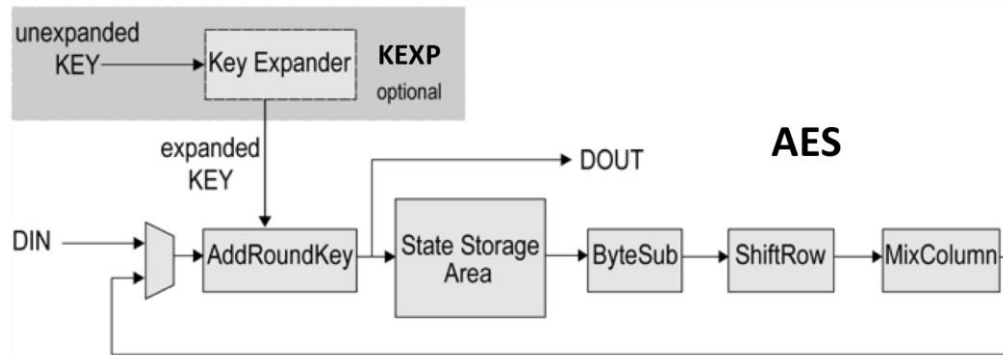 unexpanded
KEY
Key Expander
KEXP
optional
expanded
KEY
AES
DOUT
DIN
AddRoundKey
State Storage
Area
ByteSub
ShiftRow
MixColumn